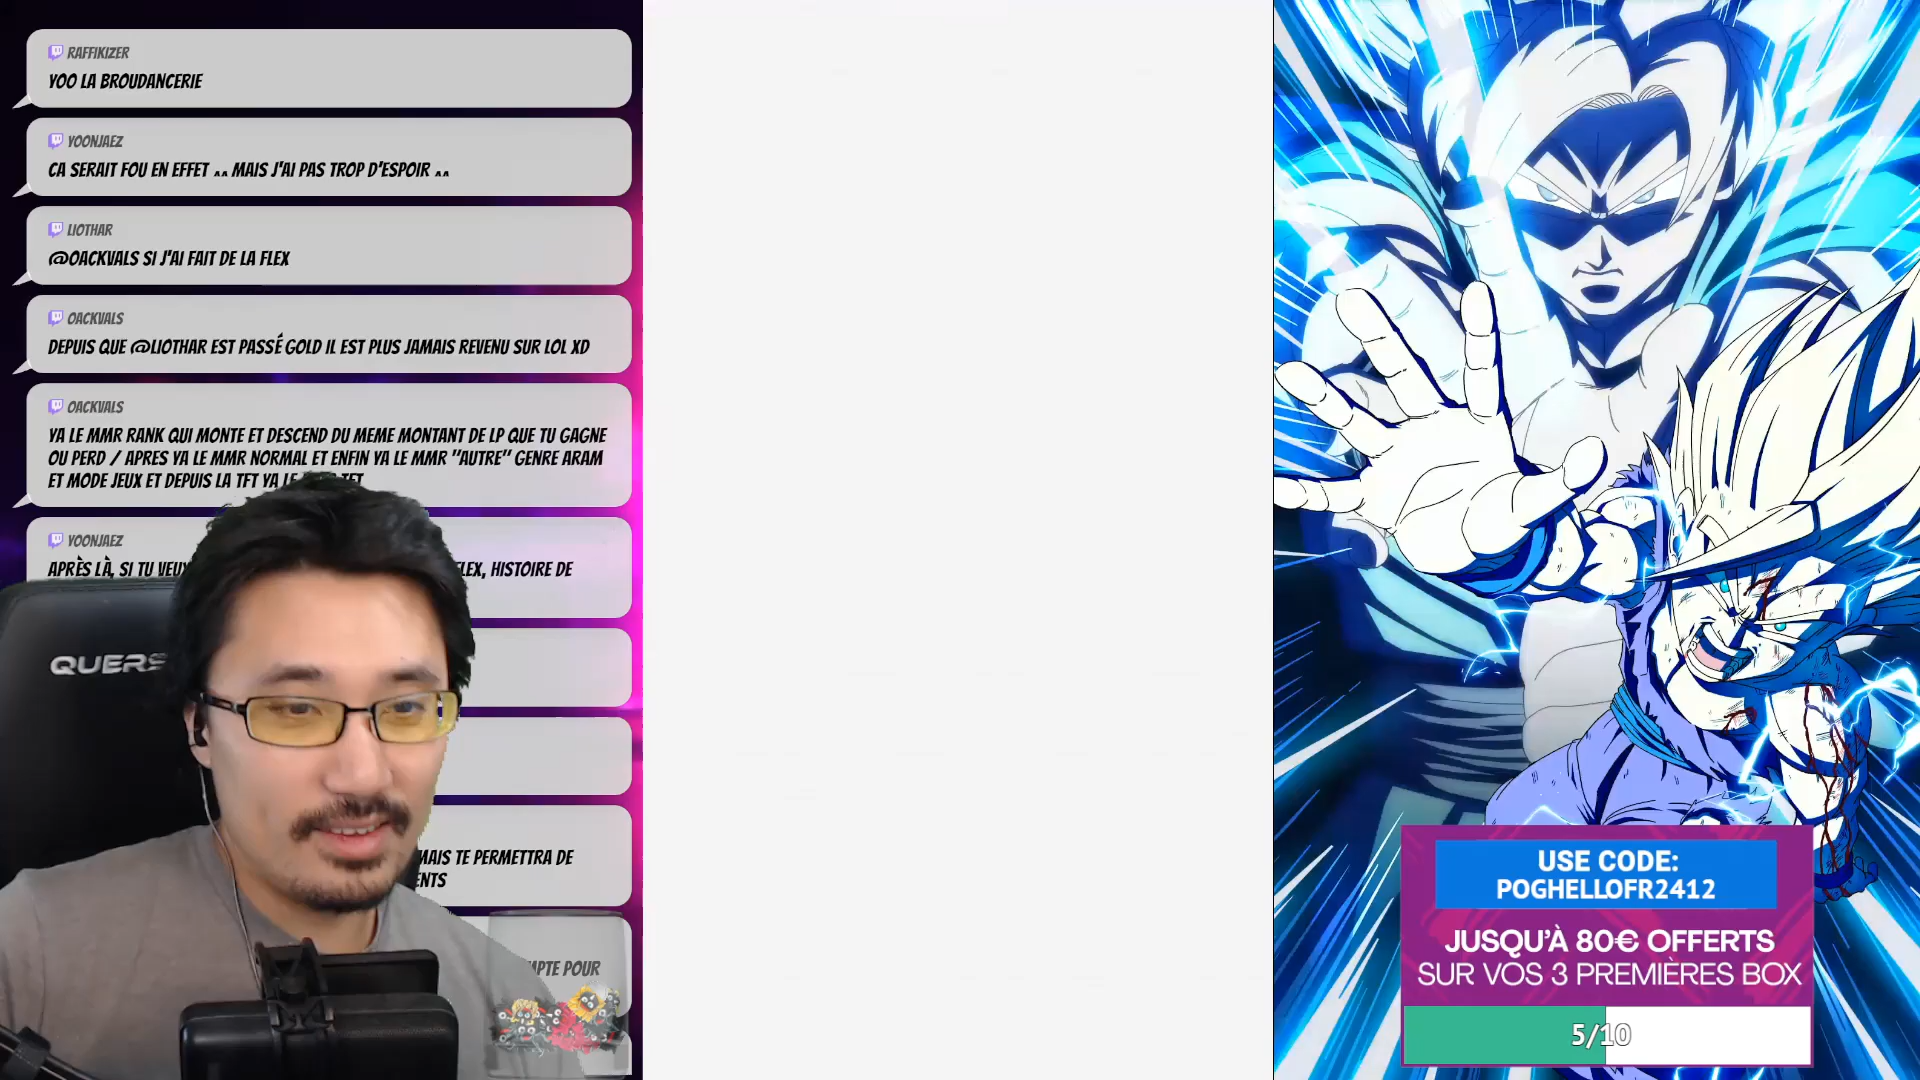 RAFFIKIZER
YOO LA BROUDANCERIE
YOONJAEZ
CA SERAIT FOU EN EFFET ^^ MAIS J'AI PAS TROP D'ESPOIR ^^
LIOTHAR
@OACKVALS SI J'AI FAIT DE LA FLEX
OACKVALS
DEPUIS QUE @LIOTHAR EST PASSÉ GOLD IL EST PLUS JAMAIS REVENU SUR LOL XD
OACKVALS
YA LE MMR RANK QUI MONTE ET DESCEND DU MEME MONTANT DE LP QUE TU GAGNE
OU PERD / APRES YA LE MMR NORMAL ET ENFIN YA LE MMR "AUTRE" GENRE ARAM
ET MODE JEUX ET DEPUIS LA TFT YA LE TFT
YOONJAEZ
APRÈS LÀ, SI TU VEUX FLEX, HISTOIRE DE
MAIS TE PERMETTRA DE
QUERS
USE CODE:
POGHELLOFR2412
JUSQU'À 80€ OFFERTS
SUR VOS 3 PREMIÈRES BOX
5/10